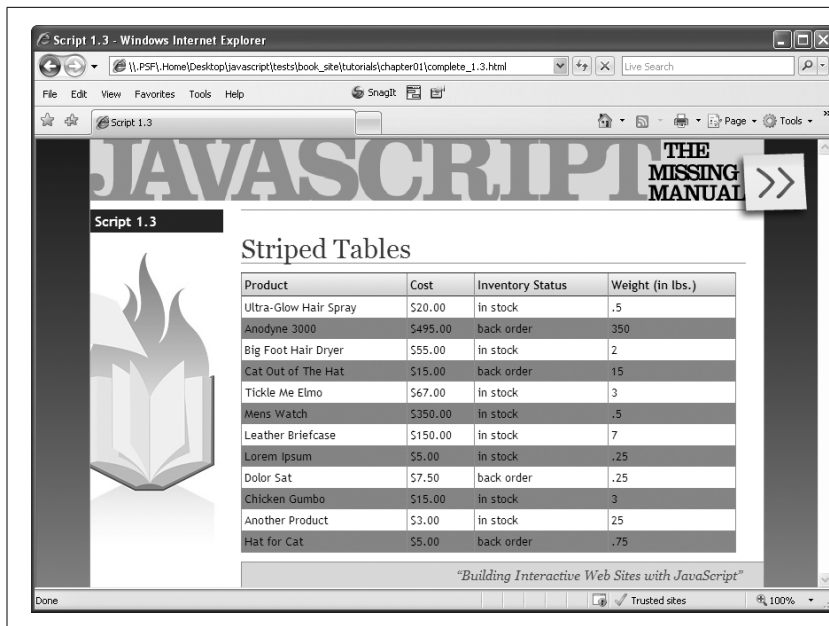 Script 1.3 - Windows Internet Explorer
\\.PSF\.Home\Desktop\javascript\tests\book_site\tutorials\chapter01\complete_1.3.html
Live Search
File Edit View Favorites Tools Help
SnagIt
Script 1.3
Page
Tools
JAVASCRIPT
THE
MISSING
MANUAL
Script 1.3
Striped Tables
Product Cost Inventory Status Weight (in lbs.)
Ultra-Glow Hair Spray $20.00 in stock .5
Anodyne 3000 $495.00 back order 350
Big Foot Hair Dryer $55.00 in stock 2
Cat Out of The Hat $15.00 back order 15
Tickle Me Elmo $67.00 in stock 3
Mens Watch $350.00 in stock .5
Leather Briefcase $150.00 in stock 7
Lorem Ipsum $5.00 in stock .25
Dolor Sat $7.50 back order .25
Chicken Gumbo $15.00 in stock 3
Another Product $3.00 in stock 25
Hat for Cat $5.00 back order .75
“Building Interactive Web Sites with JavaScript”
Done
Trusted sites
100%